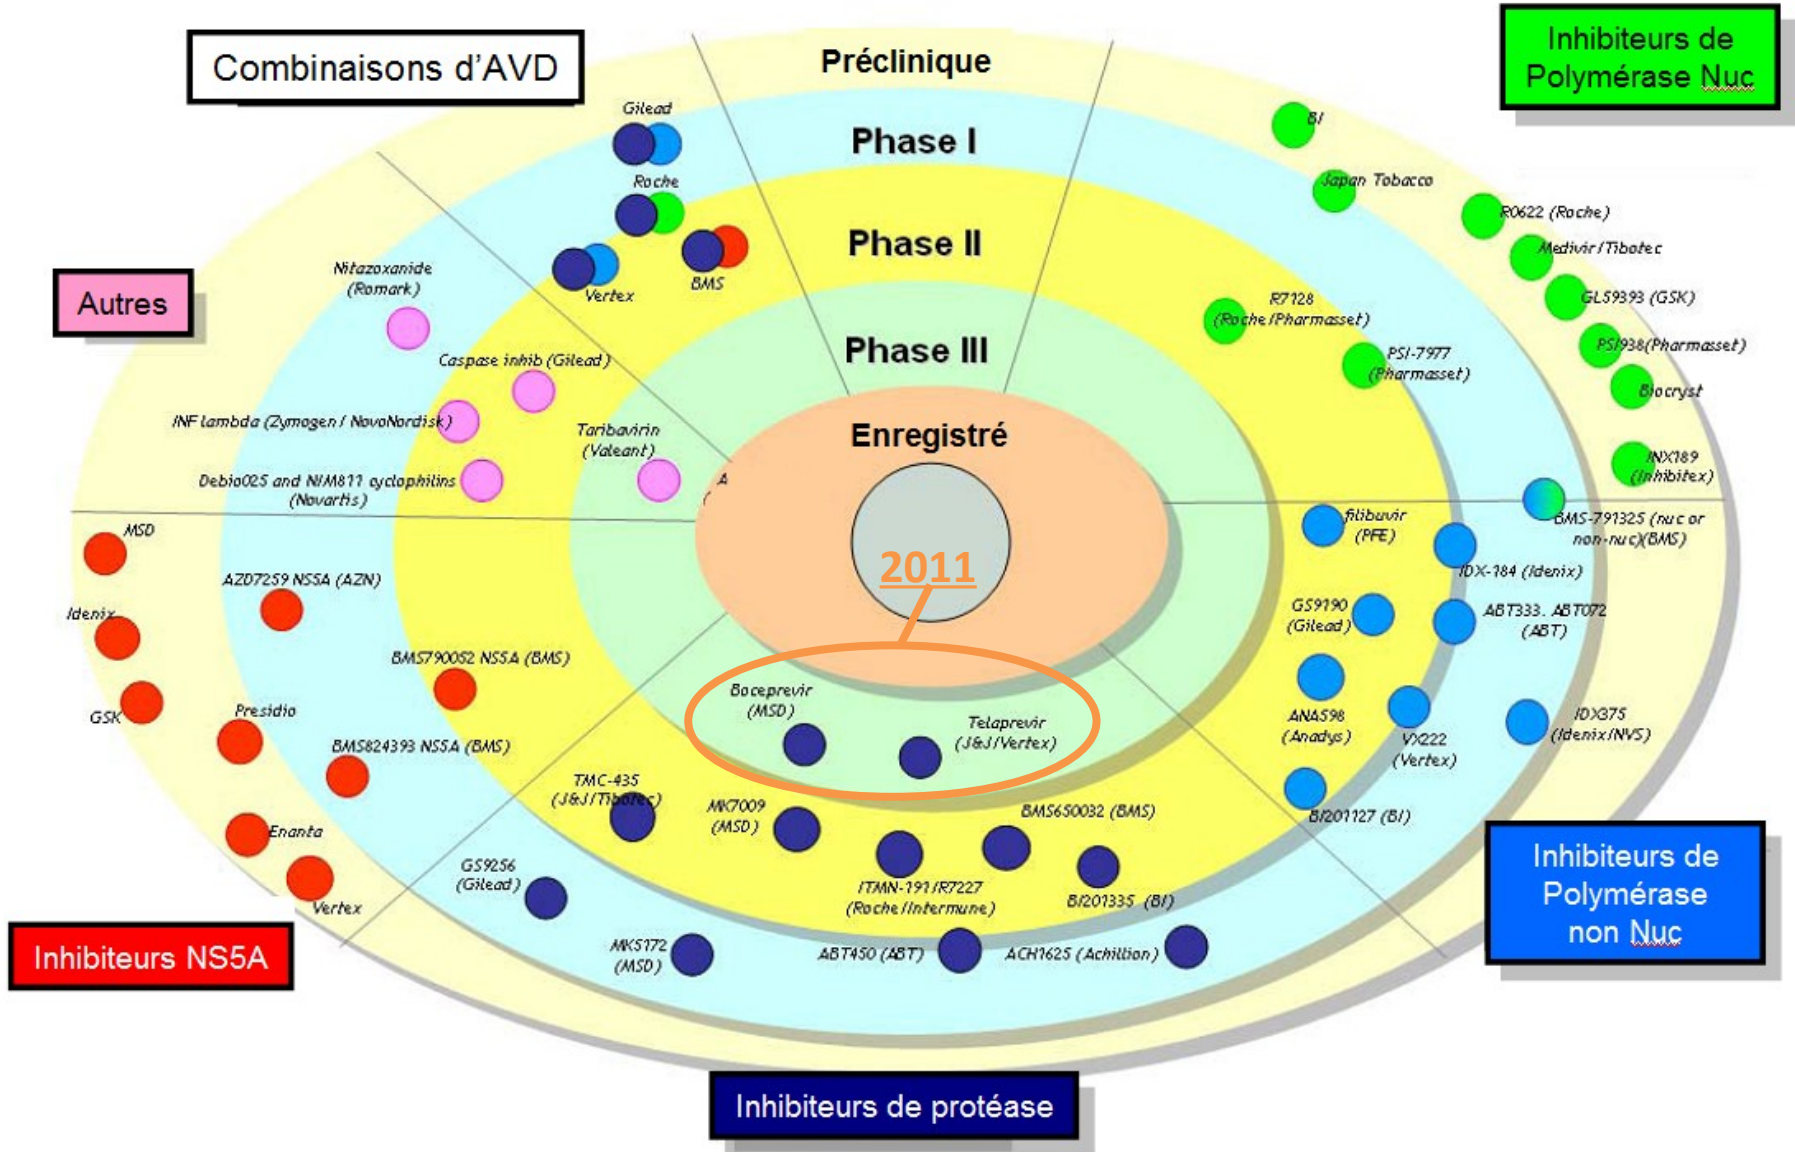 Combinaisons d'AVD
Préclinique
Phase I
Phase II
Phase III
Enregistré
2011
Inhibiteurs de
Polymérase Nuc
BI
Japan Tobacco
R0622 (Roche)
Medivir/Tibotec
GL59393 (GSK)
PSI938(Pharmasset)
Biocryst
INX189
(Inhibitex)
R7128
(Roche/Pharmasset)
PSI-7977
(Pharmasset)
Gilead
Roche
Vertex
BMS
Autres
Nitazoxanide
(Romark)
Caspase inhib (Gilead)
INF lambda (Zymogen / NovoNordisk)
Debio025 and NIM811 cyclophilins
(Novartis)
Taribavirin
(Valeant)
A
(
BMS-791325 (nuc or
non-nuc)(BMS)
filibuvir
(PFE)
IDX-184 (Idenix)
GS9190
(Gilead)
ABT333. ABT072
(ABT)
ANA598
(Anadys)
VX222
(Vertex)
IDX375
(Idenix/NVS)
BI201127 (BI)
Inhibiteurs de
Polymérase
non Nuc
MSD
AZD7259 NS5A (AZN)
Idenix
BMS790052 NS5A (BMS)
GSK
Presidio
BMS824393 NS5A (BMS)
Enanta
Vertex
Inhibiteurs NS5A
Boceprevir
(MSD)
Telaprevir
(J&J/Vertex)
TMC-435
(J&J/Tibotec)
MK7009
(MSD)
BMS650032 (BMS)
ITMN-191/R7227
(Roche/Intermune)
BI201335 (BI)
GS9256
(Gilead)
MK5172
(MSD)
ABT450 (ABT)
ACH1625 (Achillion)
Inhibiteurs de protéase